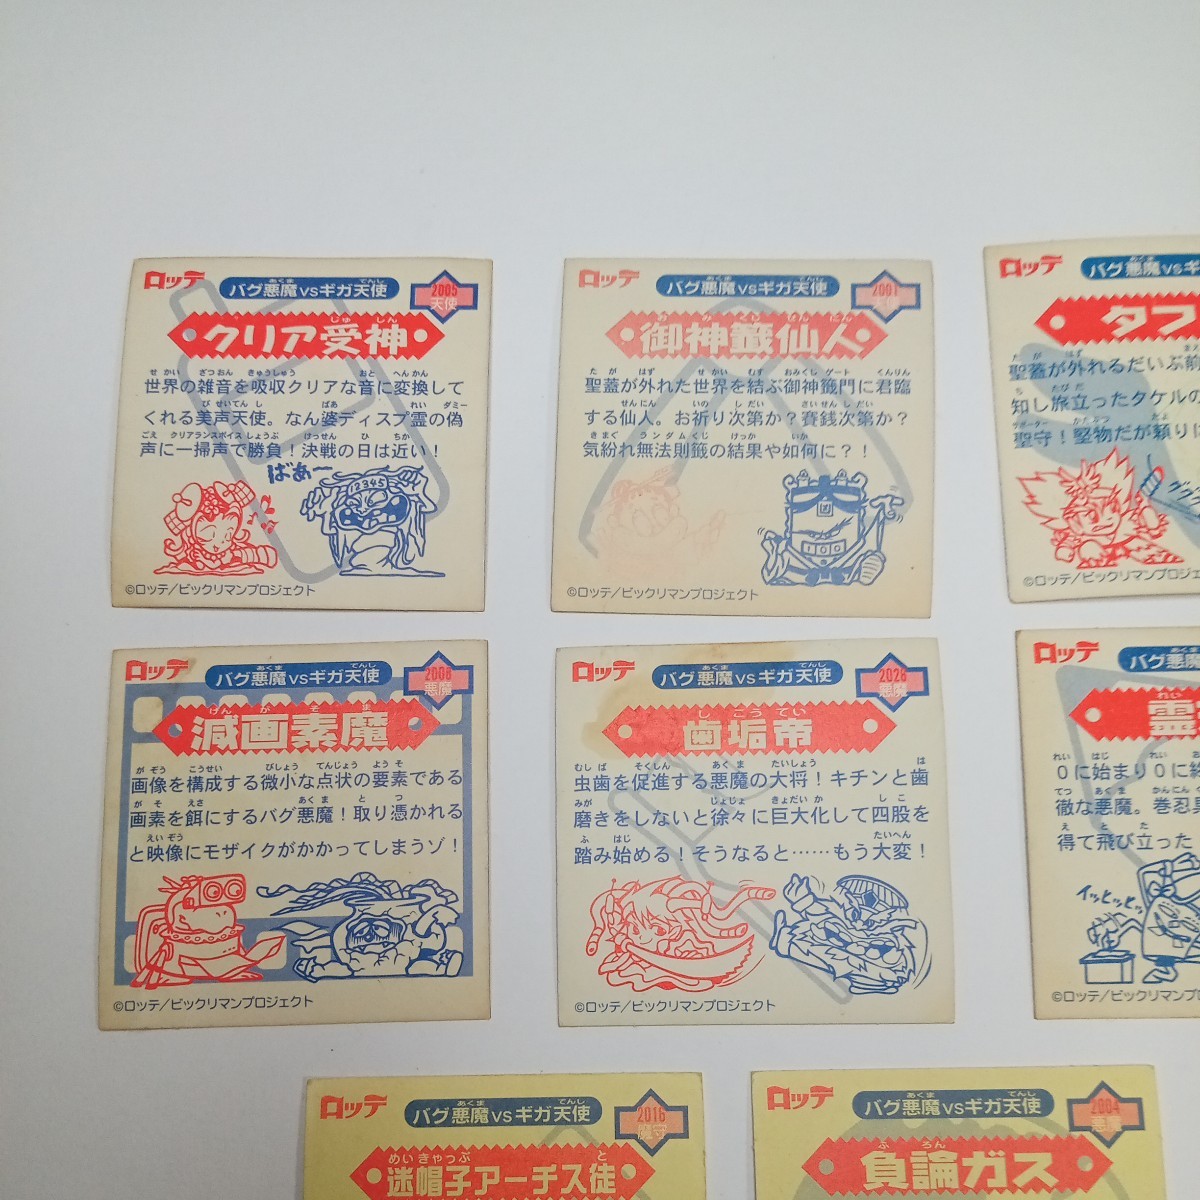 ロッテ
バグ悪魔vsギガ天使
2005
天使
クリア受神
世界の雑音を吸収クリアな音に変換して
くれる美声天使。なん婆ディスプ霊の偽
声に一掃声で勝負！決戦の日は近い！
ばあ〜
12345
6
©ロッテ/ビックリマンプロジェクト
ロッテ
バグ悪魔vsギガ天使
2001
御神籤仙人
聖蓋が外れた世界を結ぶ御神籤門に君臨
する仙人。お祈り次第か？賽銭次第か？
気紛れ無法則籤の結果や如何に？！
©ロッテ/ビックリマンプロジェクト
ロッテ
バグ悪魔vsギ
タフ
聖蓋が外れるだいぶ前
知し旅立ったタケルの
聖守！堅物だが頼りに
©ロッテ/ビックリマンプロジェ
ロッテ
バグ悪魔vsギガ天使
2008
悪魔
減画素魔
画像を構成する微小な点状の要素である
画素を餌にするバグ悪魔！取り憑かれる
と映像にモザイクがかかってしまうゾ！
©ロッテ/ビックリマンプロジェクト
ロッテ
バグ悪魔vsギガ天使
2028
悪魔
歯垢帝
虫歯を促進する悪魔の大将！キチンと歯
磨きをしないと徐々に巨大化して四股を
踏み始める！そうなると……もう大変！
©ロッテ/ビックリマンプロジェクト
ロッテ
バグ悪魔
霊
0に始まり0に終
徹な悪魔。巻忍具
得て飛び立った
イッヒッヒッ
©ロッテ/ビックリマンプロ
ロッテ
バグ悪魔vsギガ天使
2016
魔守
迷帽子アーチス徒
ロッテ
バグ悪魔vsギガ天使
2004
悪魔
負論ガス